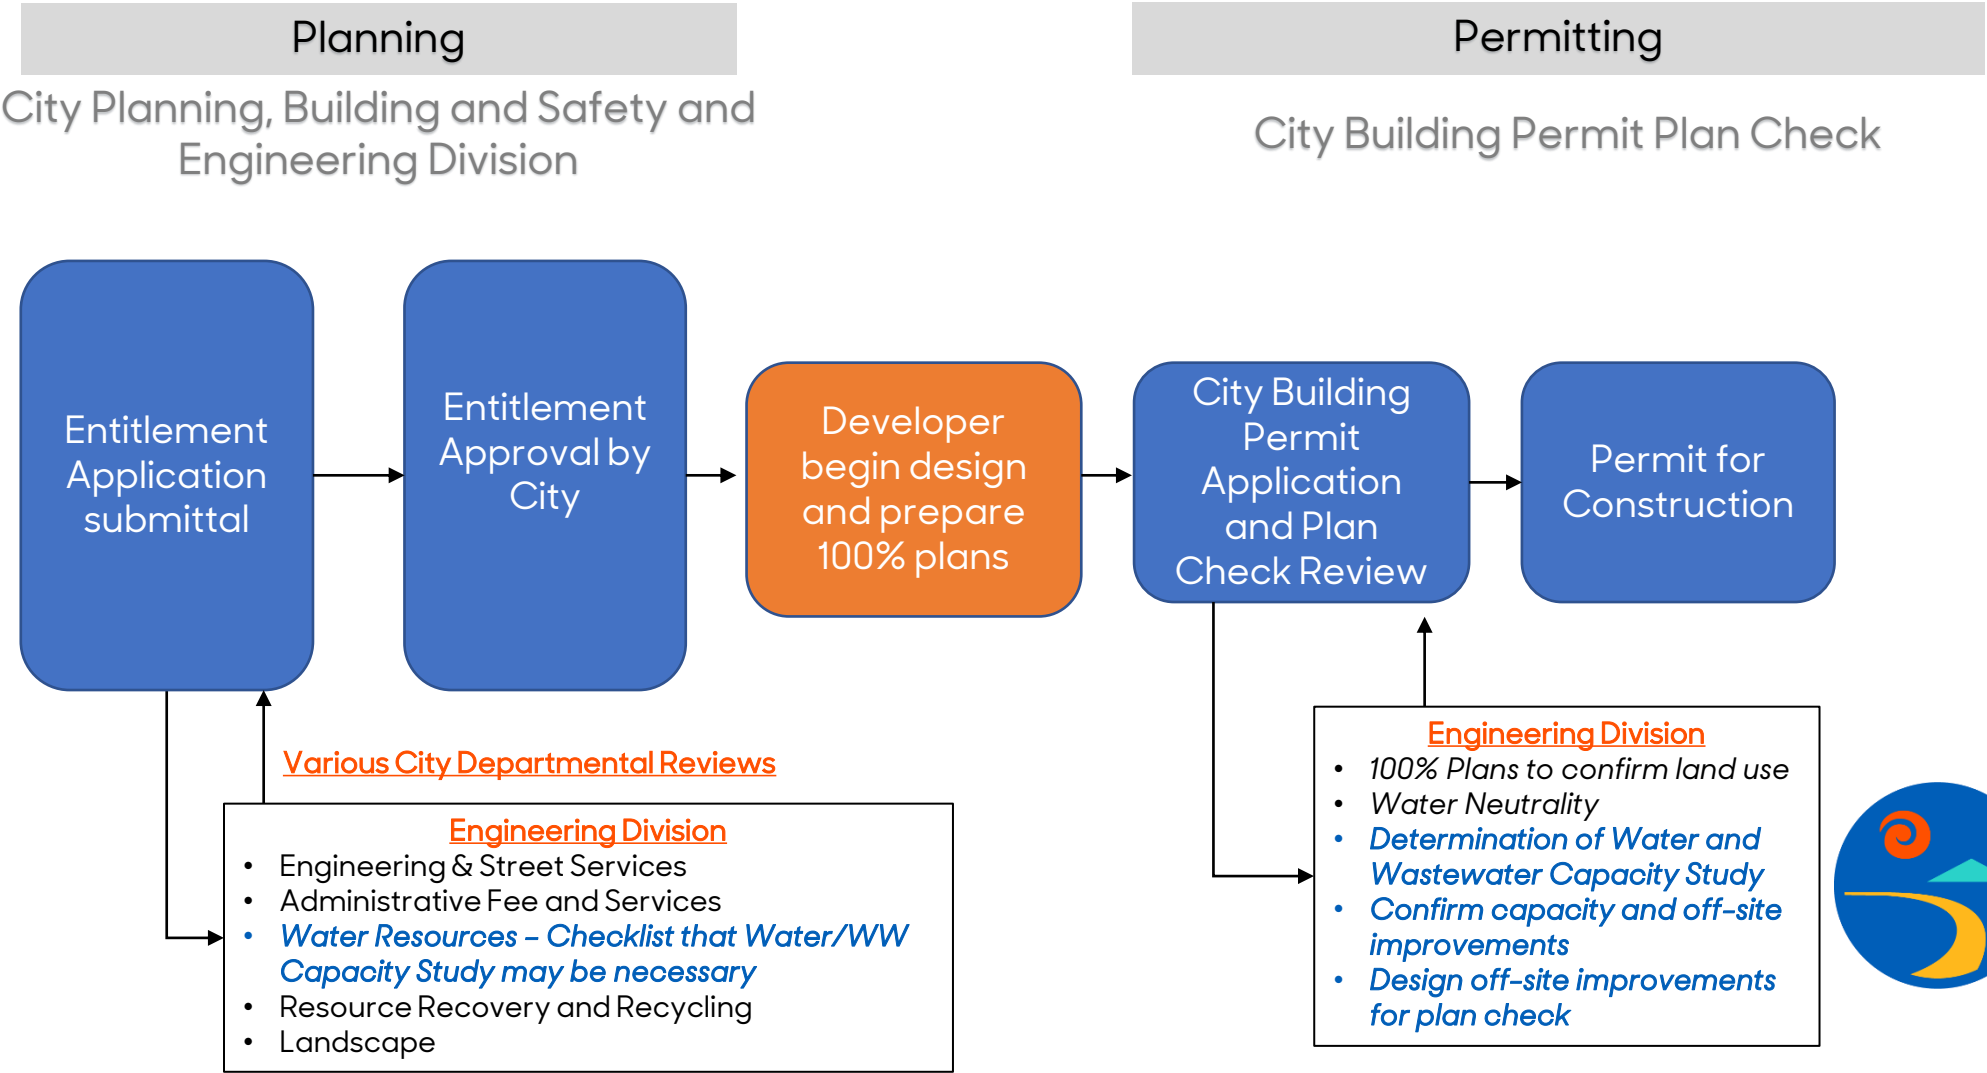 Planning
City Planning, Building and Safety and
Engineering Division
Permitting
City Building Permit Plan Check
Entitlement
Application
submittal
Entitlement
Approval by
City
Developer
begin design
and prepare
100% plans
City Building
Permit
Application
and Plan
Check Review
Permit for
Construction
Various City Departmental Reviews
Engineering Division
• Engineering & Street Services
• Administrative Fee and Services
• Water Resources – Checklist that Water/WW
Capacity Study may be necessary
• Resource Recovery and Recycling
• Landscape
Engineering Division
• 100% Plans to confirm land use
• Water Neutrality
• Determination of Water and
Wastewater Capacity Study
• Confirm capacity and off-site
improvements
• Design off-site improvements
for plan check